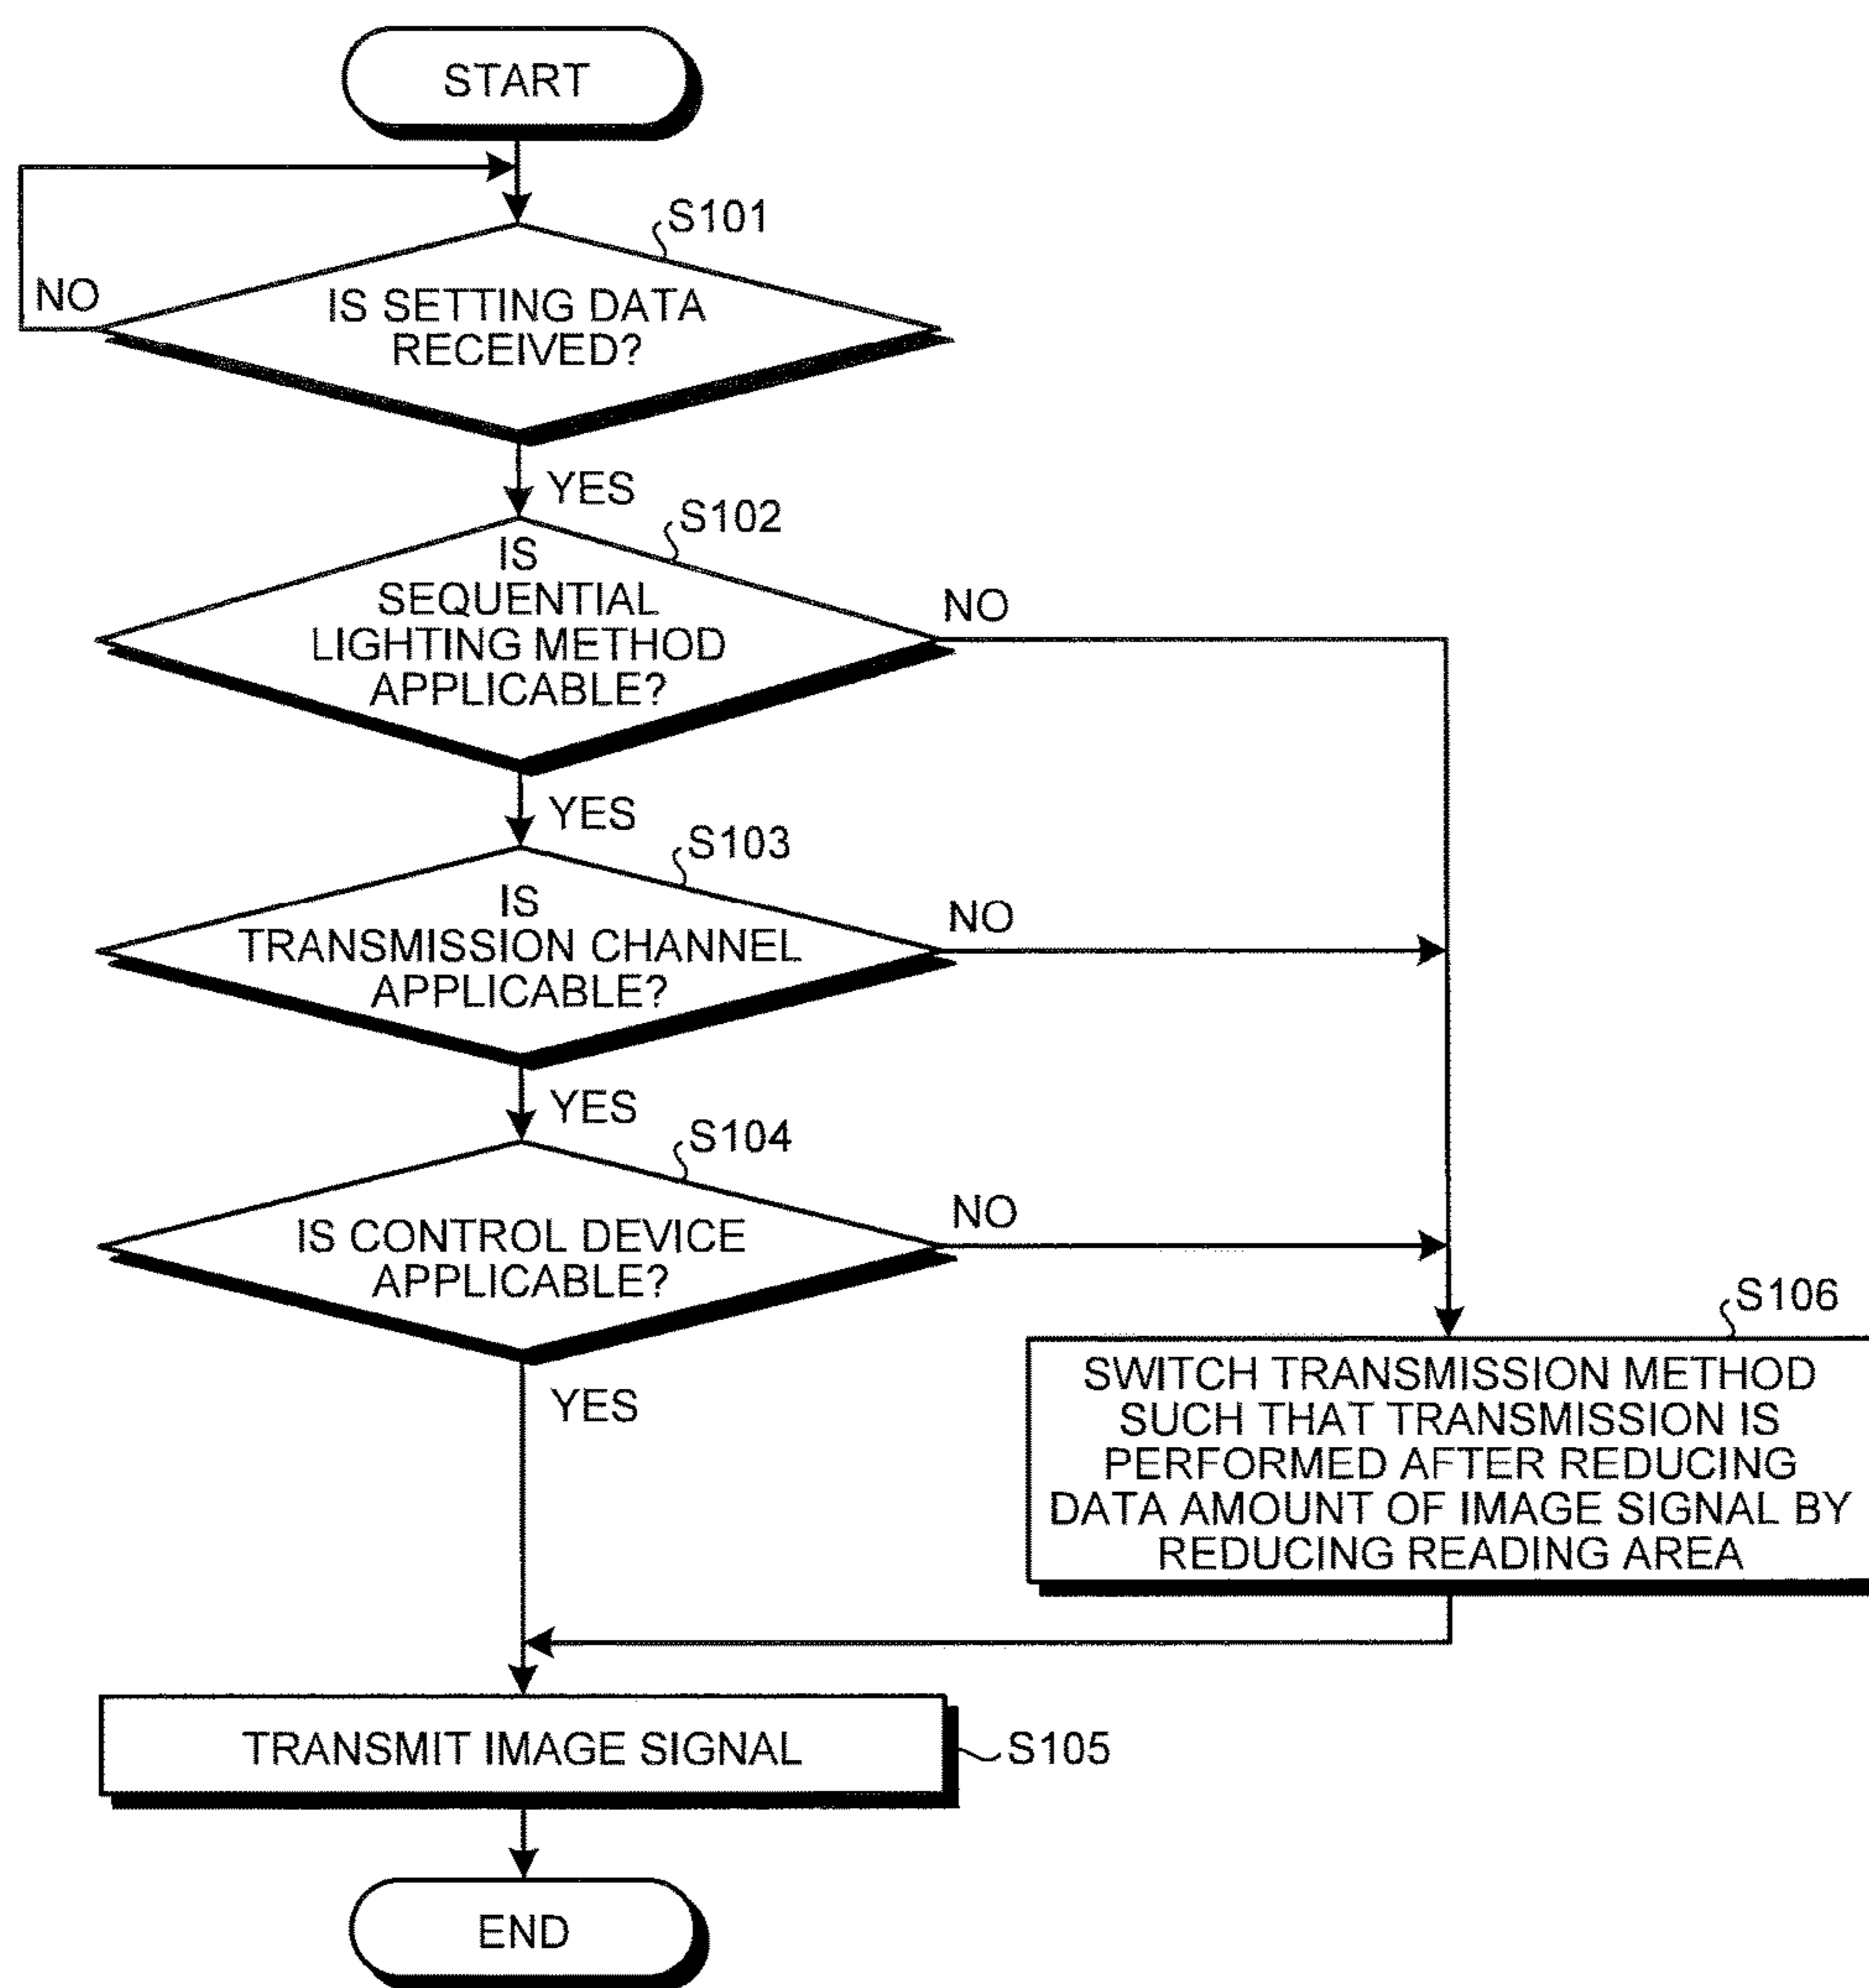 START
S101
NO
IS SETTING DATA
RECEIVED?
YES
S102
IS
SEQUENTIAL
LIGHTING METHOD
APPLICABLE?
NO
YES
S103
IS
TRANSMISSION CHANNEL
APPLICABLE?
NO
YES
S104
IS CONTROL DEVICE
APPLICABLE?
NO
YES
S106
SWITCH TRANSMISSION METHOD
SUCH THAT TRANSMISSION IS
PERFORMED AFTER REDUCING
DATA AMOUNT OF IMAGE SIGNAL BY
REDUCING READING AREA
TRANSMIT IMAGE SIGNAL
S105
END